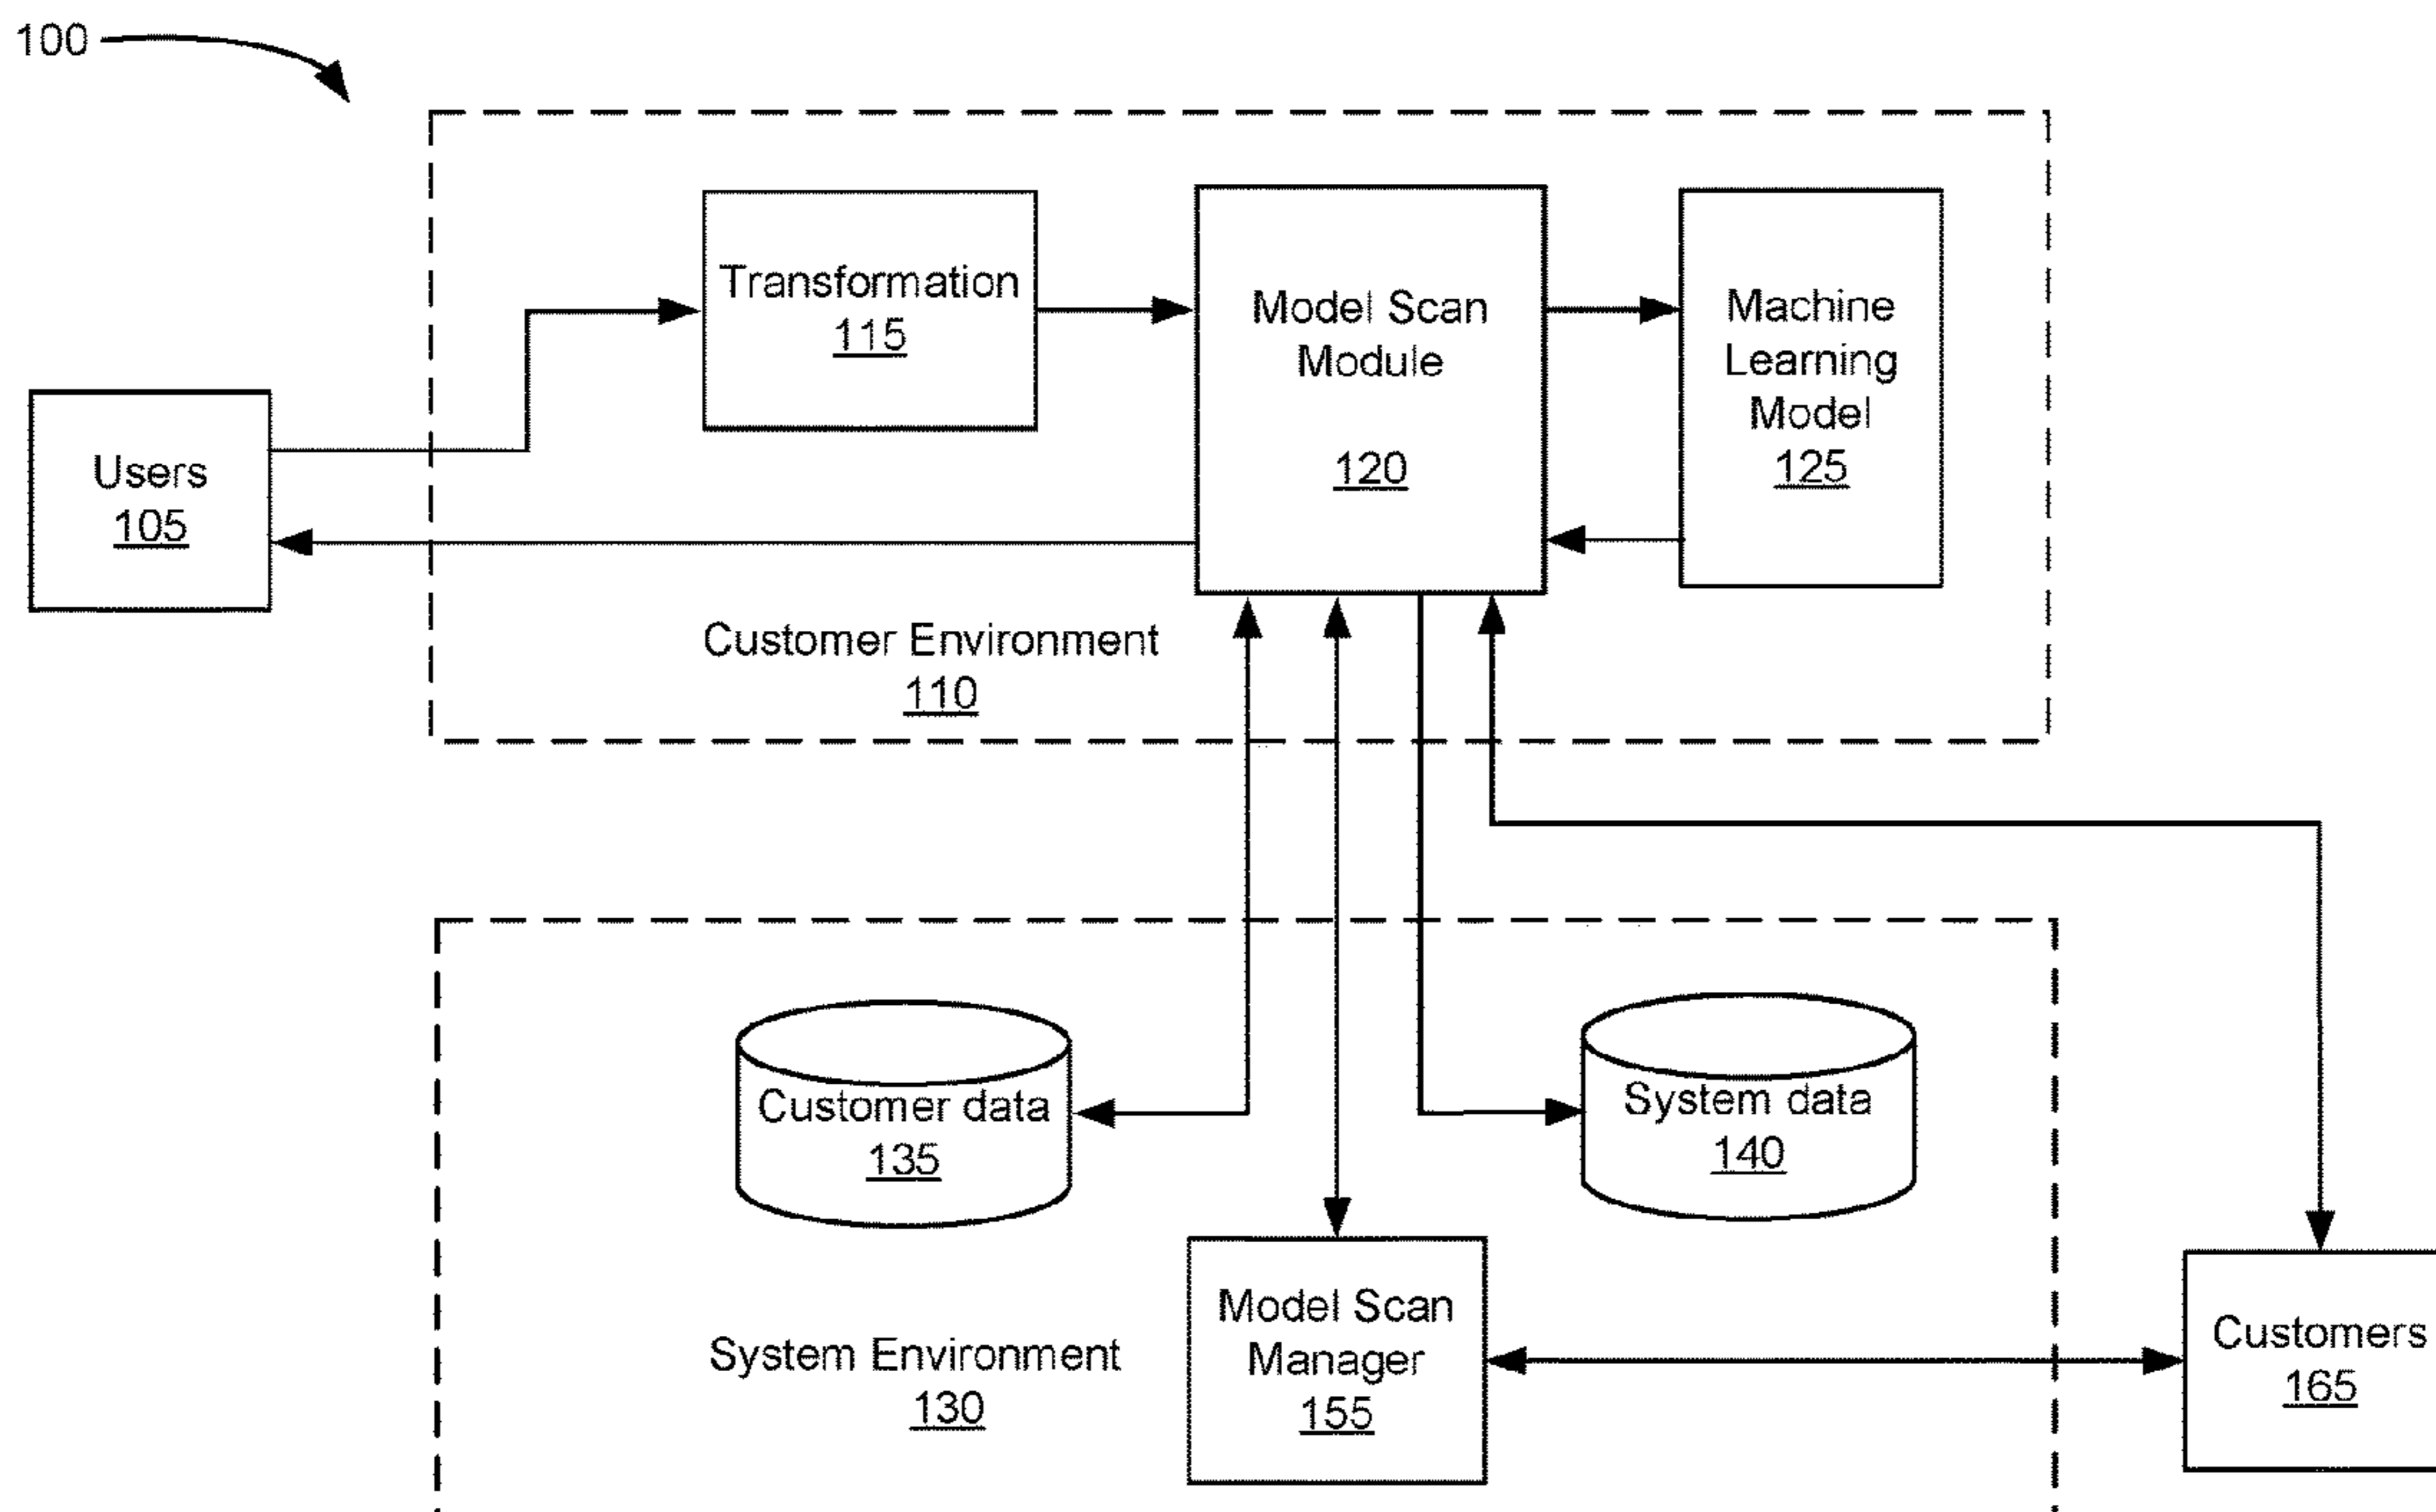 100
Transformation
115
Model Scan
Module
120
Machine
Learning
Model
125
Users
105
Customer Environment
110
Customer data
135
System data
140
Model Scan
Manager
155
System Environment
130
Customers
165